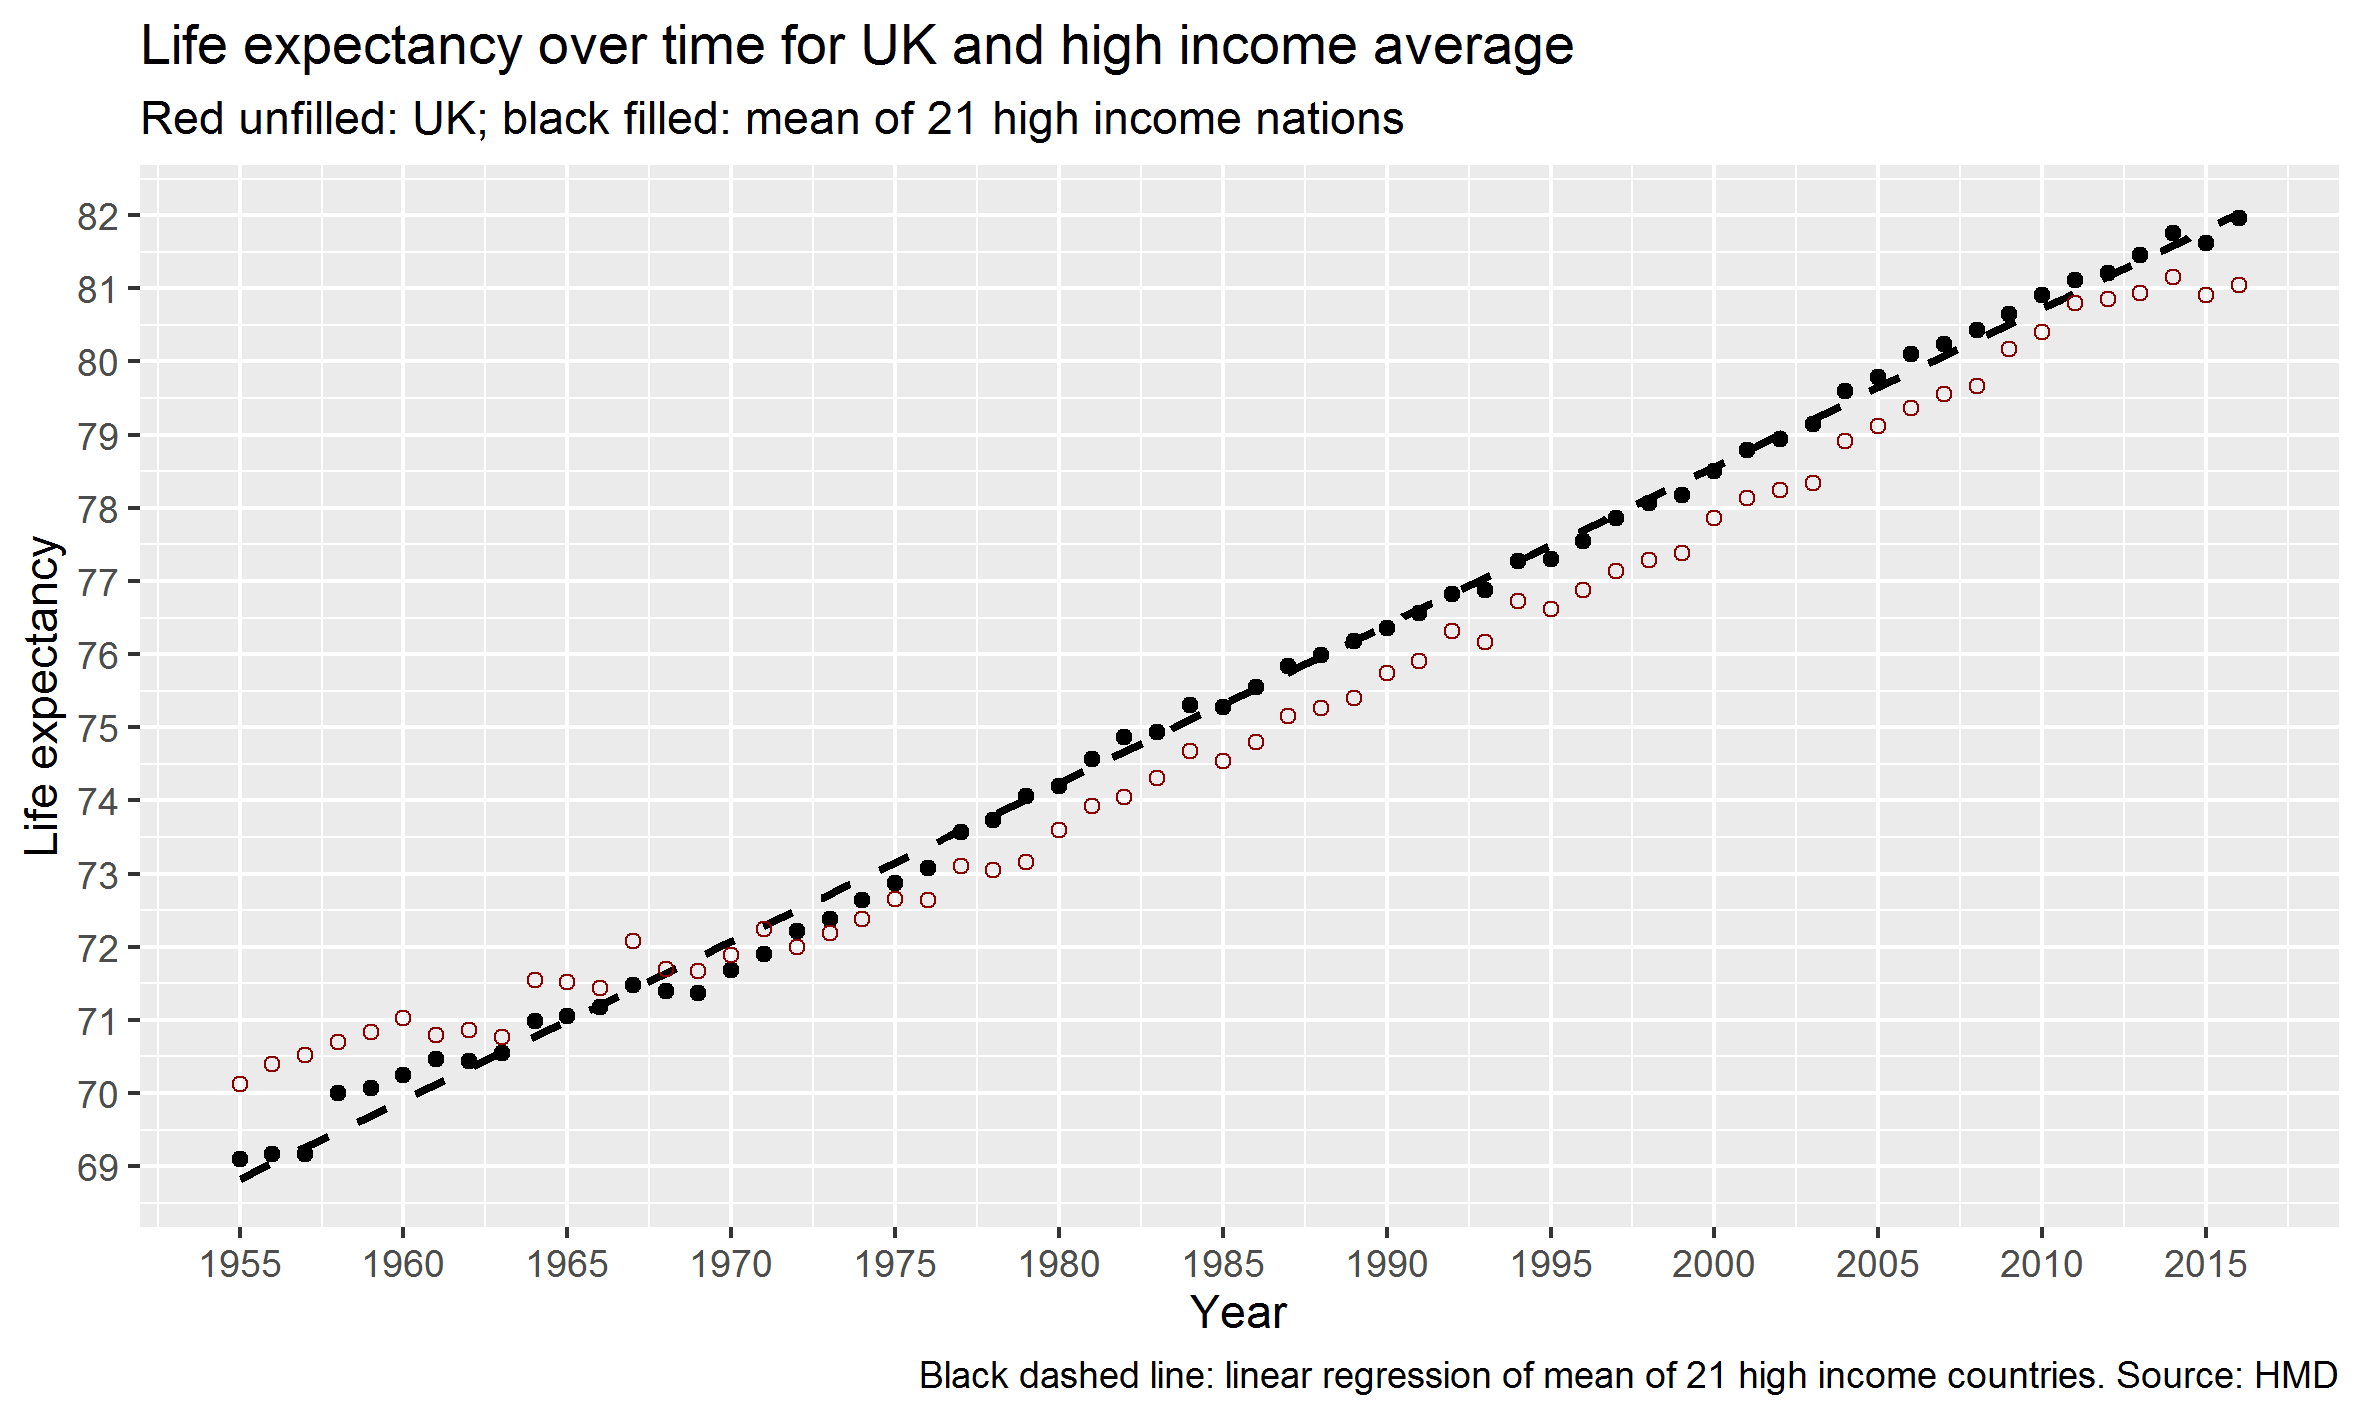 Life expectancy over time for UK and high income average
Red unfilled: UK; black filled: mean of 21 high income nations
Life expectancy
82
81
80
79
78
77
76
75
74
73
72
71
70
69
1955 1960 1965 1970 1975 1980 1985 1990 1995 2000 2005 2010 2015
Year
Black dashed line: linear regression of mean of 21 high income countries. Source: HMD